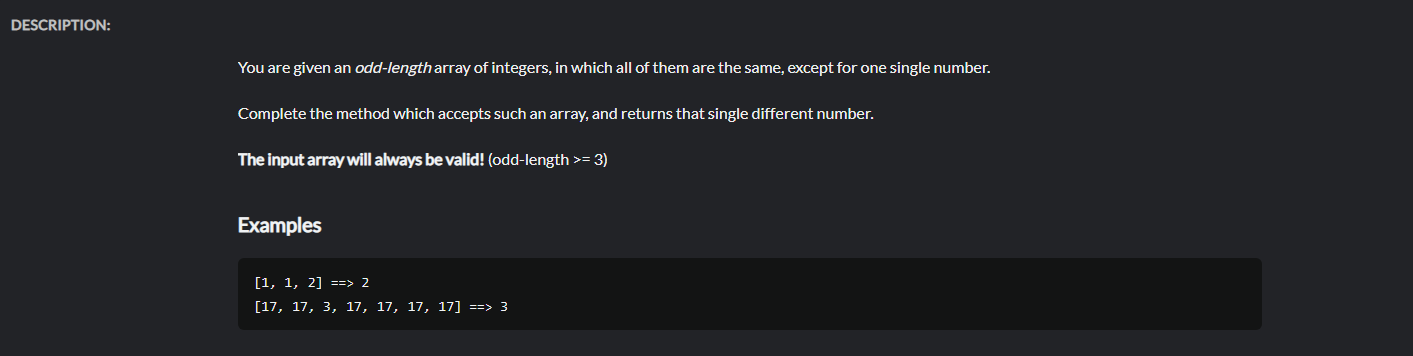 DESCRIPTION:
You are given an odd-length array of integers, in which all of them are the same, except for one single number.
Complete the method which accepts such an array, and returns that single different number.
The input array will always be valid! (odd-length >= 3)
Examples
[1, 1, 2] ==> 2
[17, 17, 3, 17, 17, 17, 17] ==> 3